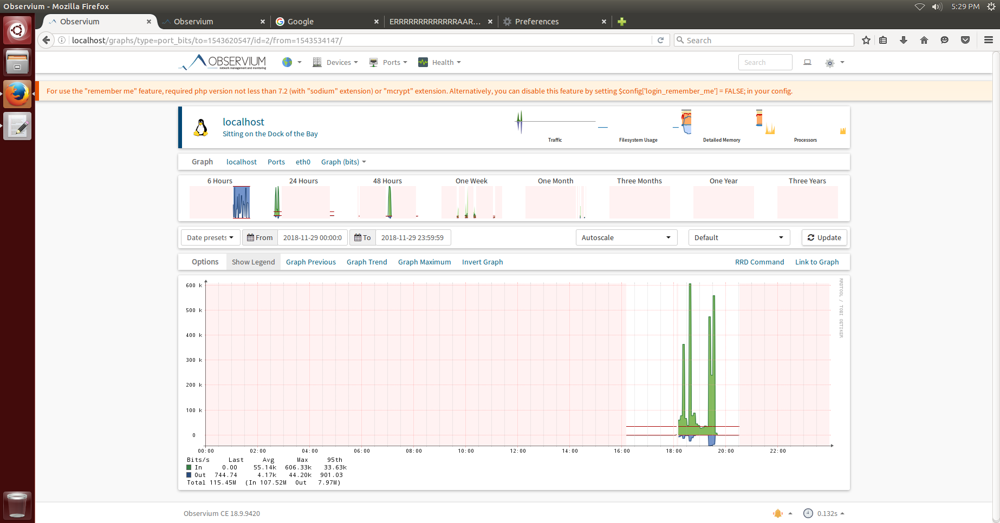 Observium - Mozilla Firefox
5:29 PM
Observium
Observium
Google
ERRRRRRRRRRRRRAAR...
Preferences
localhost/graphs/type=port_bits/to=1543620547/id=2/from=1543534147/
Search
OBSERVIUM
network management and monitoring
Devices
Ports
Health
Search
For use the "remember me" feature, required php version not less than 7.2 (with "sodium" extension) or "mcrypt" extension. Alternatively, you can disable this feature by setting $config['login_remember_me'] = FALSE; in your config.
localhost
Sitting on the Dock of the Bay
Traffic
Filesystem Usage
Detailed Memory
Processors
Graph localhost Ports eth0 Graph (bits)
6 Hours 24 Hours 48 Hours One Week One Month Three Months One Year Three Years
Date presets From 2018-11-29 00:00:0 To 2018-11-29 23:59:59 Autoscale Default Update
Options Show Legend Graph Previous Graph Trend Graph Maximum Invert Graph RRD Command Link to Graph
600 k
500 k
400 k
300 k
200 k
100 k
0
00:00 02:00 04:00 06:00 08:00 10:00 12:00 14:00 16:00 18:00 20:00 22:00
RRDTOOL / TOBI OETIKER
Bits/s Last Avg Max 95th
In 0.00 55.14k 606.33k 33.63k
Out 744.74 4.17k 44.20k 901.03
Total 115.45M (In 107.52M Out 7.97M)
Observium CE 18.9.9420
0.132s